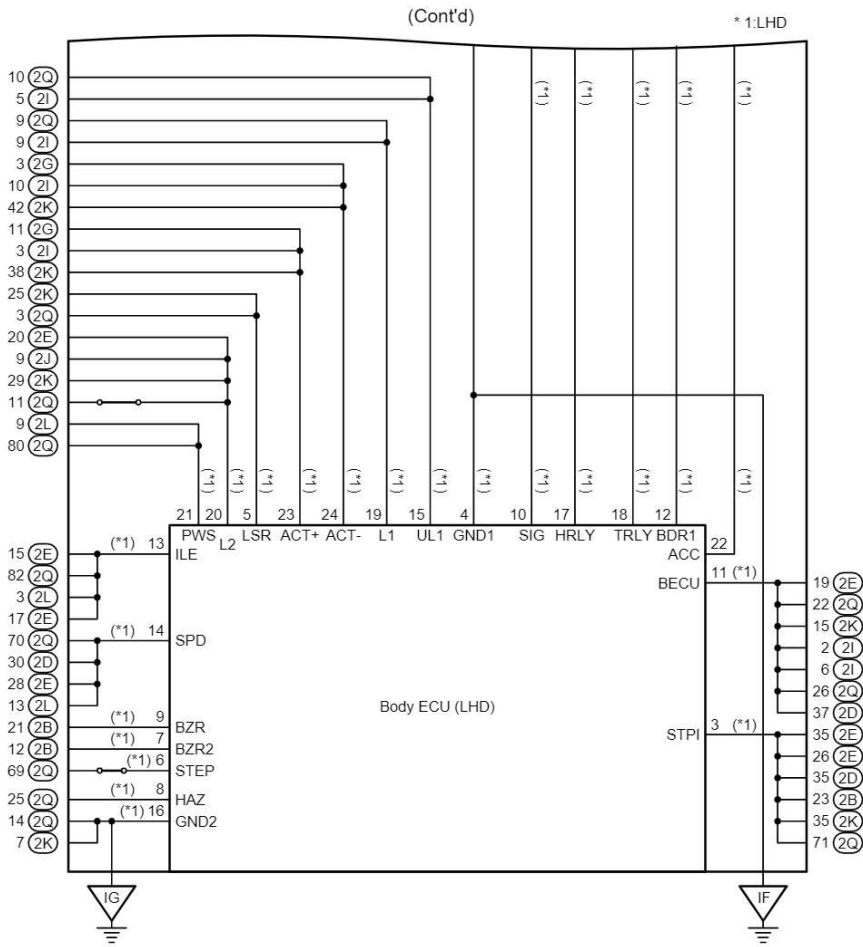 (Cont'd)
* 1:LHD
10 2Q
5 2I
9 2Q
9 2I
3 2G
10 2I
42 2K
11 2G
3 2I
38 2K
25 2K
3 2Q
20 2E
9 2J
29 2K
11 2Q
9 2L
80 2Q
(*1) (*1) (*1) (*1) (*1)
(*1) (*1) (*1) (*1) (*1) (*1) (*1) (*1) (*1) (*1) (*1) (*1) (*1)
21 20 5 23 24 19 15 4 10 17 18 12
PWS L2 LSR ACT+ ACT- L1 UL1 GND1 SIG HRLY TRLY BDR1
ACC 22
15 2E (*1) 13 ILE
82 2Q
3 2L
17 2E
70 2Q (*1) 14 SPD
30 2D
28 2E
13 2L
21 2B (*1) 9 BZR
12 2B (*1) 7 BZR2
69 2Q (*1) 6 STEP
25 2Q (*1) 8 HAZ
14 2Q (*1) 16 GND2
7 2K
Body ECU (LHD)
BECU 11 (*1) 19 2E
22 2Q
15 2K
2 2I
6 2I
26 2Q
37 2D
STPI 3 (*1) 35 2E
26 2E
35 2D
23 2B
35 2K
71 2Q
IG
IF